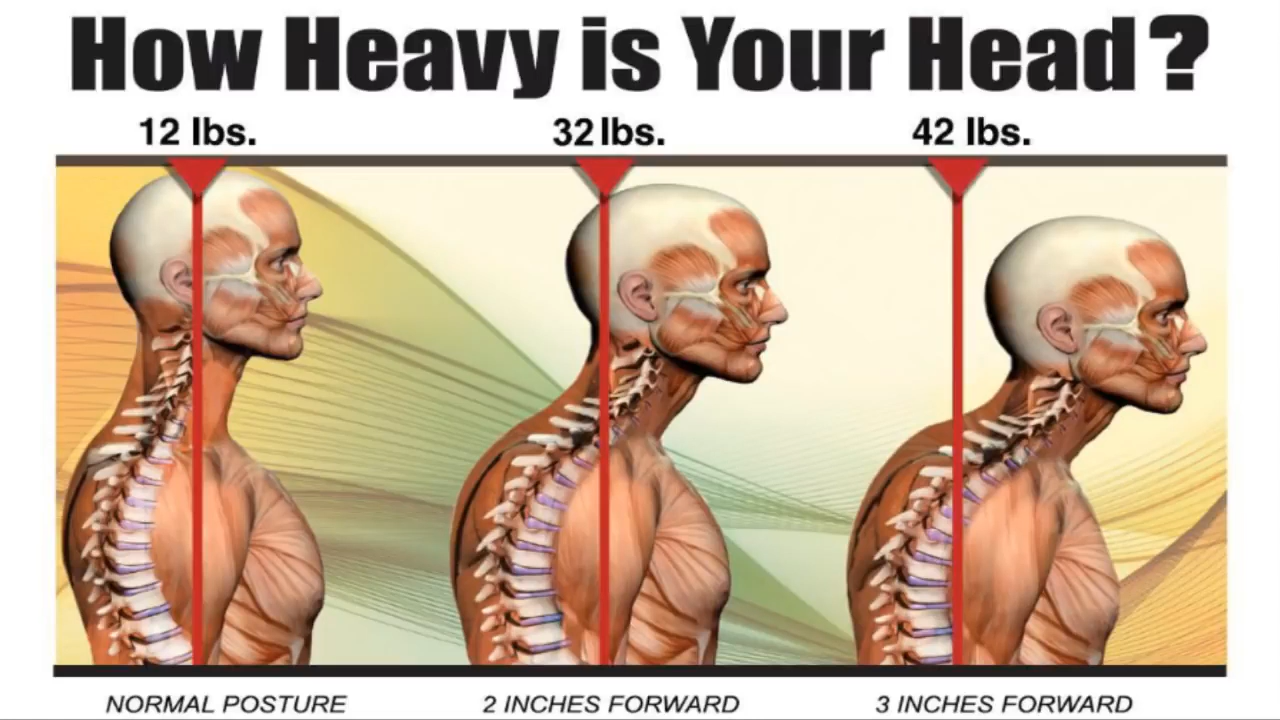 How Heavy is Your Head?
12 lbs.
32 lbs.
42 lbs.
NORMAL POSTURE
2 INCHES FORWARD
3 INCHES FORWARD